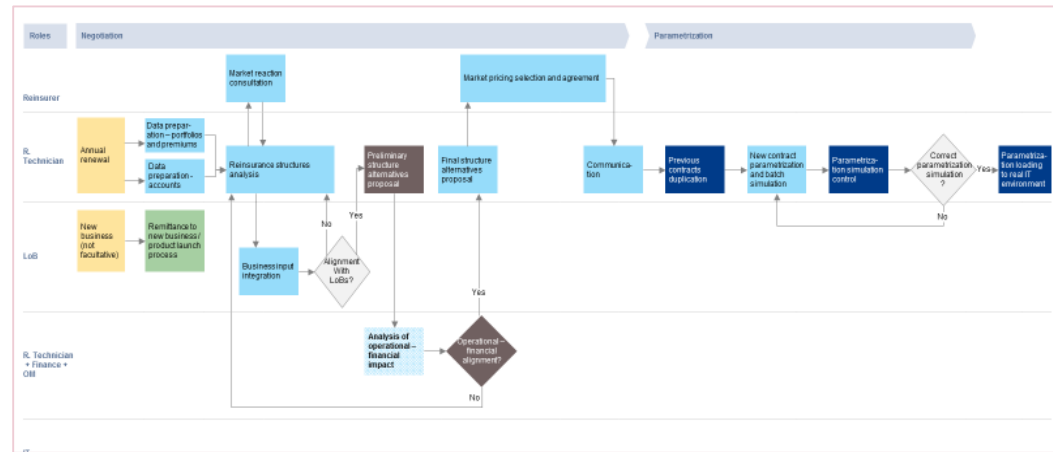 Roles
Negotiation
Parametrization
Reinsurer
Market reaction
consultation
Market pricing selection and agreement
R.
Technician
Annual
renewal
Data prepar-
ation – portfolios
and premiums
Data
preparation -
accounts
Reinsurance structures
analysis
Preliminary
structure
alternatives
proposal
Final structure
alternatives
proposal
Communica-
tion
Previous
contracts
duplication
New contract
parametrization
and batch
simulation
Parametriza-
tion simulation
control
Correct
parametrization
simulation
?
Yes
Parametriza-
tion loading
to real IT
environment
No
LoB
New
business
(not
facultative)
Remittance to
new business /
product launch
process
Business input
integration
No
Yes
Alignment
With
LoBs?
Yes
R. Technician
+ Finance +
OM
Analysis of
operational –
financial
impact
Operational –
financial
alignment?
No